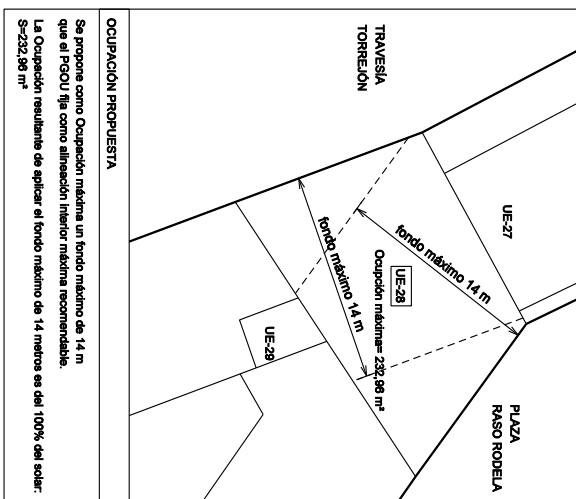 TRAVESÍA
TORREJÓN
UE-27
PLAZA
RASO RODELA
fondo máximo 14 m
UE-28
Ocupción máxima= 232,96 m²
fondo máximo 14 m
UE-29
OCUPACIÓN PROPUESTA
Se propone como Ocupación máxima un fondo máximo de 14 m
que el PGOU fija como alineación interior máxima recomendable.
La Ocupación resultante de aplicar el fondo máximo de 14 metros es del 100% del solar:
S=232,96 m²